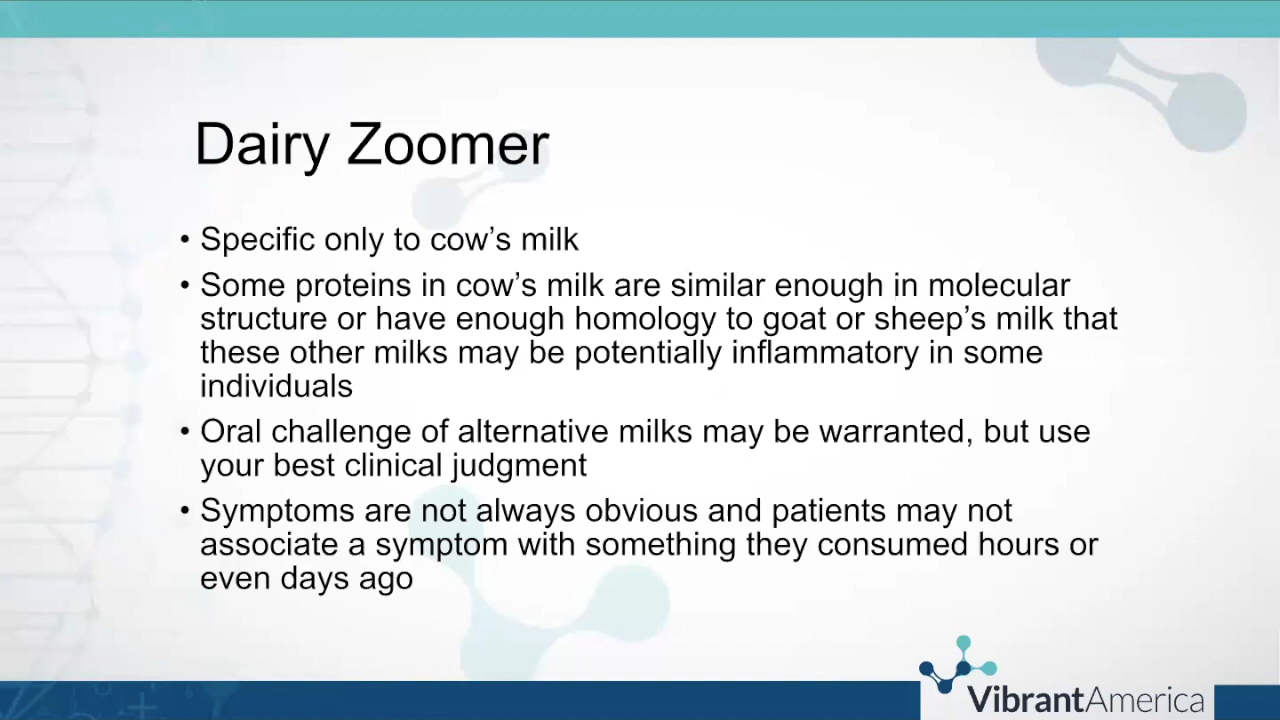 Dairy Zoomer
• Specific only to cow’s milk
• Some proteins in cow’s milk are similar enough in molecular
structure or have enough homology to goat or sheep’s milk that
these other milks may be potentially inflammatory in some
individuals
• Oral challenge of alternative milks may be warranted, but use
your best clinical judgment
• Symptoms are not always obvious and patients may not
associate a symptom with something they consumed hours or
even days ago
VibrantAmerica